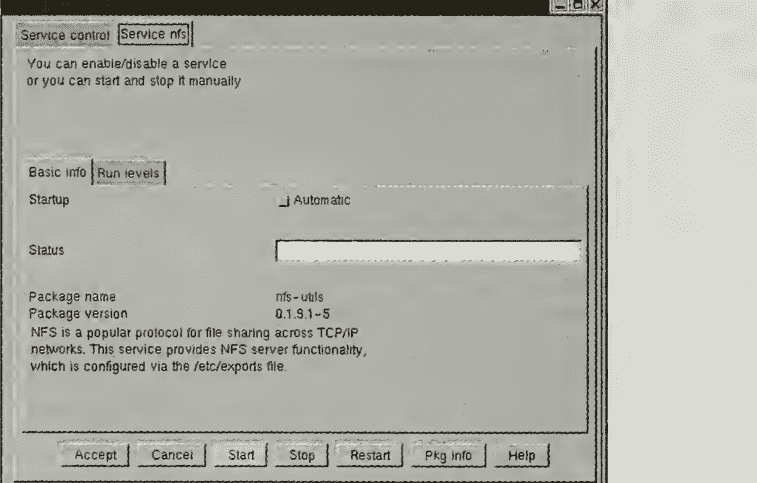 Service control Service nfs
You can enable/disable a service
or you can start and stop it manually
Basic info Run levels
Startup Automatic
Status
Package name nfs-utils
Package version 0.1.9.1-5
NFS is a popular protocol for file sharing across TCP/IP
networks. This service provides NFS server functionality,
which is configured via the /etc/exports file.
Accept Cancel Start Stop Restart Pkg info Help